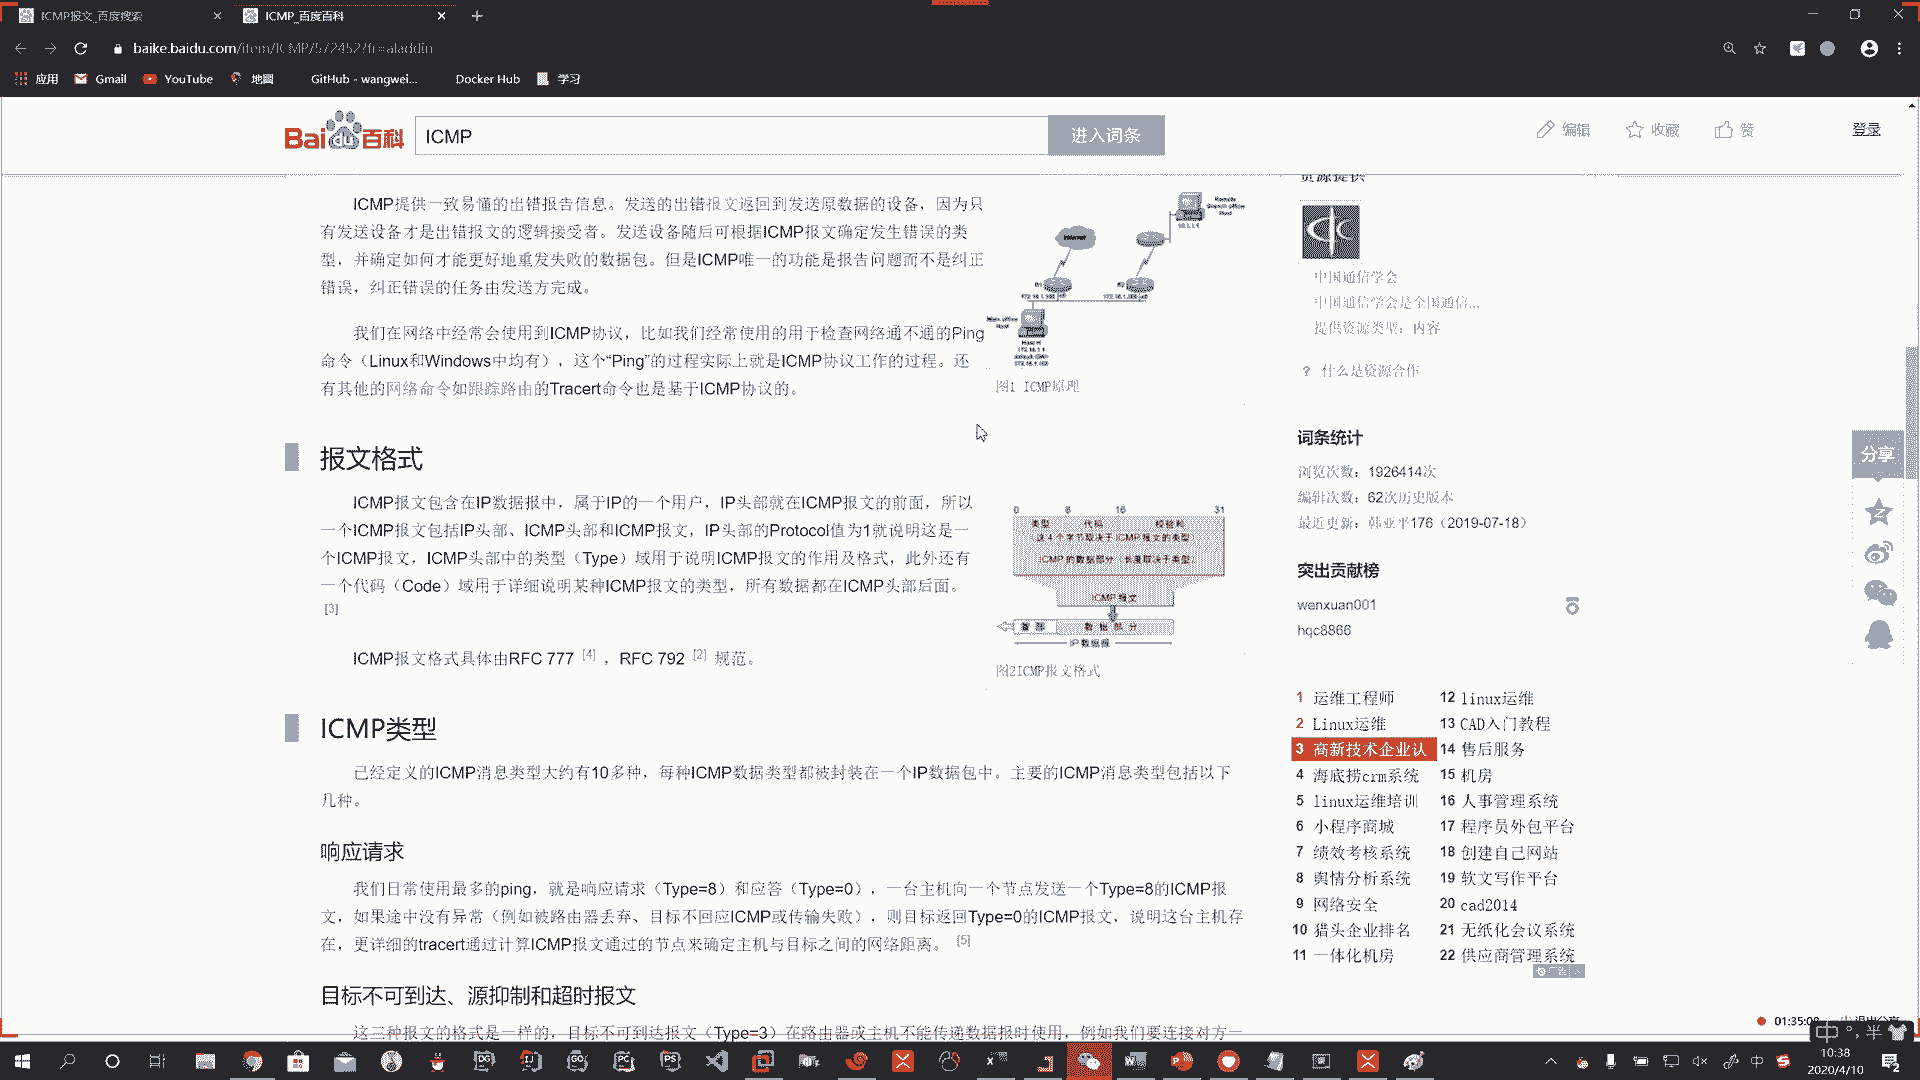 ICMP报文_百度搜索
ICMP_百度百科
baike.baidu.com/item/ICMP/572452?fr=aladdin
应用
Gmail
YouTube
地图
GitHub - wangwei...
Docker Hub
学习
Bai du 百科
ICMP
进入词条
编辑
收藏
赞
登录
ICMP提供一致易懂的出错报告信息。发送的出错报文返回到发送原数据的设备，因为只
有发送设备才是出错报文的逻辑接受者。发送设备随后可根据ICMP报文确定发生错误的类
型，并确定如何才能更好地重发失败的数据包。但是ICMP唯一的功能是报告问题而不是纠正
错误，纠正错误的任务由发送方完成。
我们在网络中经常会使用到ICMP协议，比如我们经常使用的用于检查网络通不通的Ping
命令（Linux和Windows中均有），这个“Ping”的过程实际上就是ICMP协议工作的过程。还
有其他的网络命令如跟踪路由的Tracert命令也是基于ICMP协议的。
图1 ICMP原理
报文格式
ICMP报文包含在IP数据报中，属于IP的一个用户，IP头部就在ICMP报文的前面，所以
一个ICMP报文包括IP头部、ICMP头部和ICMP报文，IP头部的Protocol值为1就说明这是一
个ICMP报文，ICMP头部中的类型（Type）域用于说明ICMP报文的作用及格式，此外还有
一个代码（Code）域用于详细说明某种ICMP报文的类型，所有数据都在ICMP头部后面。
[3]
ICMP报文格式具体由RFC 777 [4] ，RFC 792 [2] 规范。
0 8 16 31
类型 代码 校验和
（这 4 个字节取决于 ICMP 报文的类型）
ICMP 的数据部分（长度取决于类型）
ICMP 报文
首 部 数 据 部 分
IP 数据报
图2ICMP报文格式
ICMP类型
已经定义的ICMP消息类型大约有10多种，每种ICMP数据类型都被封装在一个IP数据包中。主要的ICMP消息类型包括以下
几种。
响应请求
我们日常使用最多的ping，就是响应请求（Type=8）和应答（Type=0），一台主机向一个节点发送一个Type=8的ICMP报
文，如果途中没有异常（例如被路由器丢弃、目标不回应ICMP或传输失败），则目标返回Type=0的ICMP报文，说明这台主机存
在，更详细的tracert通过计算ICMP报文通过的节点来确定主机与目标之间的网络距离。 [5]
目标不可到达、源抑制和超时报文
这三种报文的格式是一样的，目标不可到达报文（Type=3）在路由器或主机不能传递数据报时使用，例如我们要连接对方一
资源提供
中国通信学会
中国通信学会是全国通信...
提供资源类型：内容
? 什么是资源合作
词条统计
浏览次数：1926414次
编辑次数：62次历史版本
最近更新：韩亚平176（2019-07-18）
突出贡献榜
wenxuan001
hqc8866
1 运维工程师
2 Linux运维
3 高新技术企业认
4 海底捞crm系统
5 linux运维培训
6 小程序商城
7 绩效考核系统
8 舆情分析系统
9 网络安全
10 猎头企业排名
11 一体化机房
12 linux运维
13 CAD入门教程
14 售后服务
15 机房
16 人事管理系统
17 程序员外包平台
18 创建自己网站
19 软文写作平台
20 cad2014
21 无纸化会议系统
22 供应商管理系统
广告
分享
中
半
中
10:38
2020/4/10